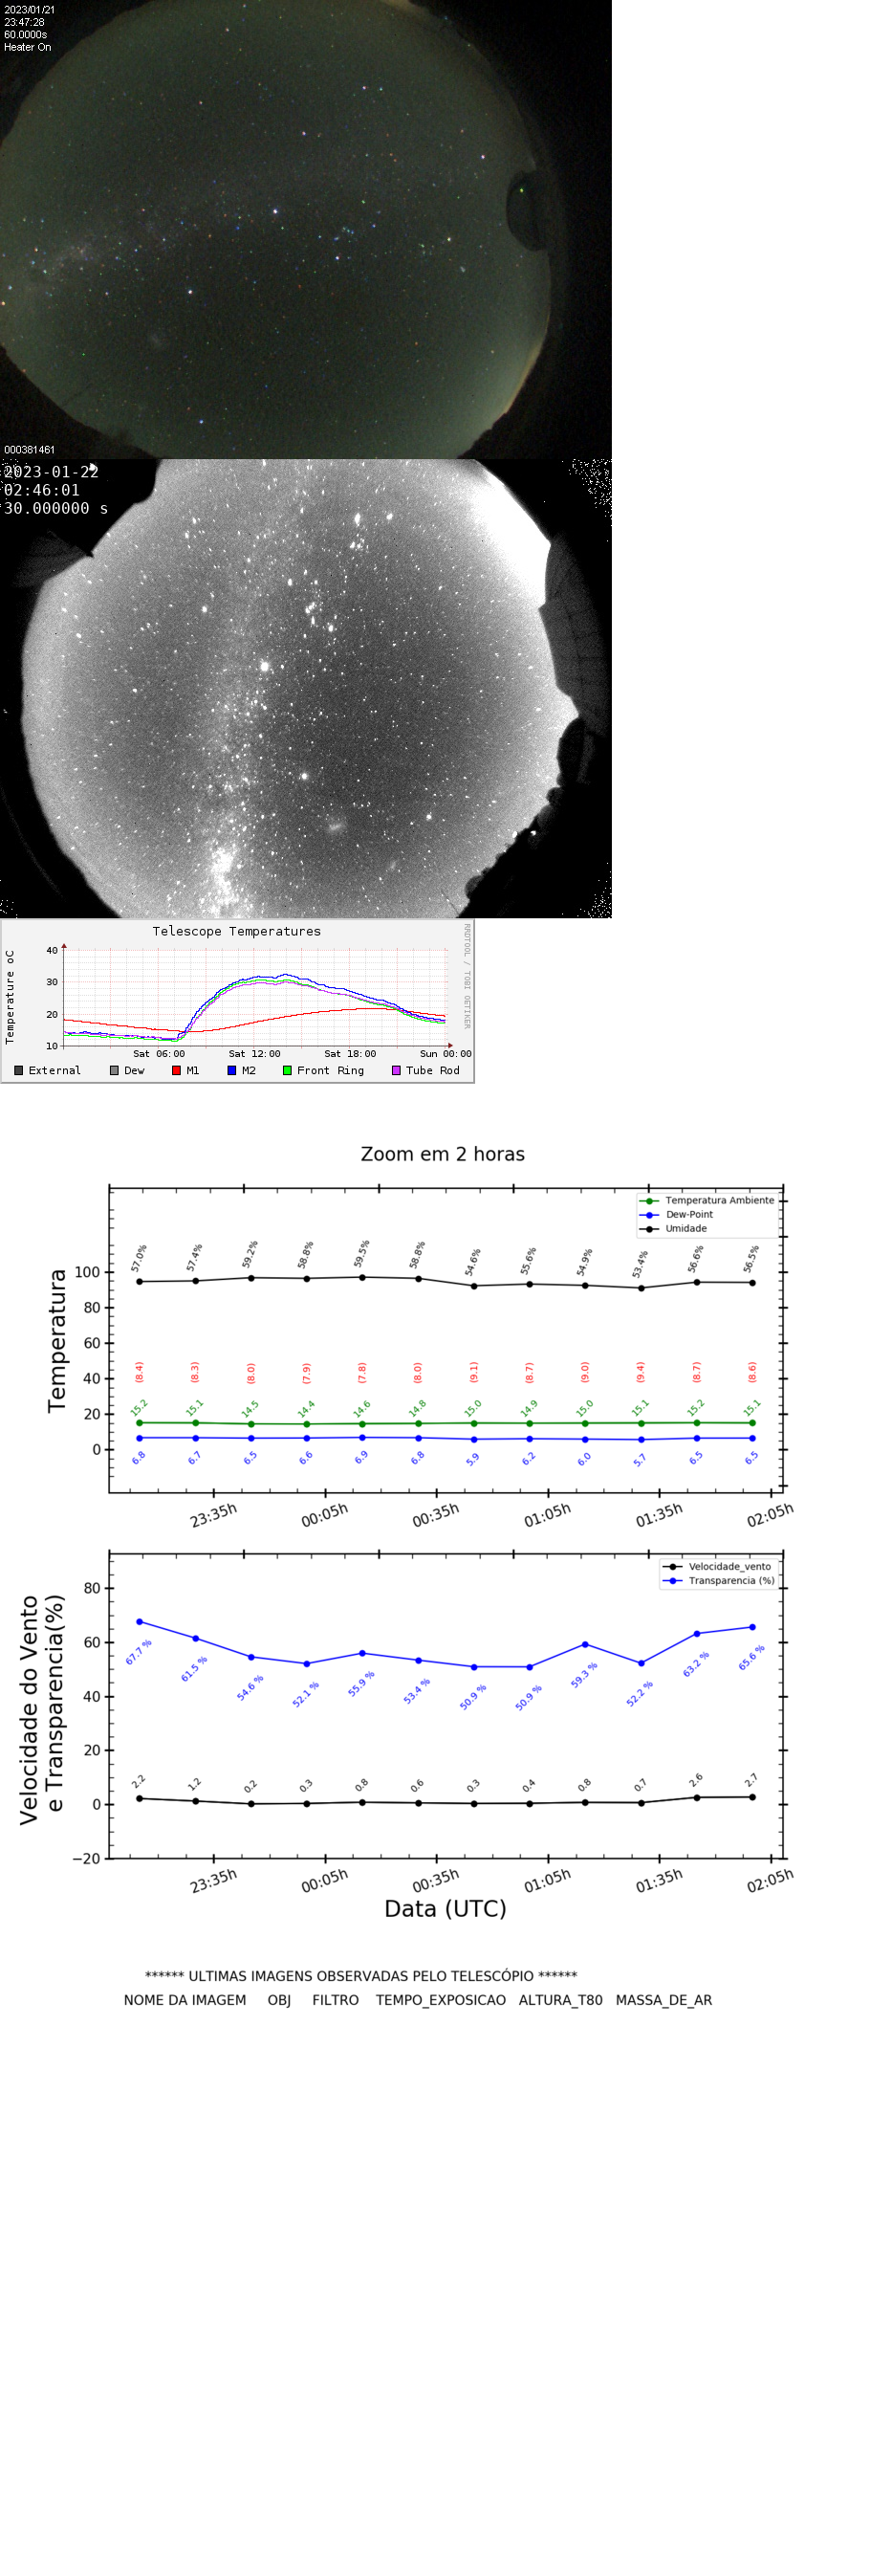 2023/01/21
23:47:28
60.0000s
Heater On
000381461
2023-01-22
02:46:01
30.000000 s
Telescope Temperatures
RRDTOOL / TOBI OETIKER
Temperature oC
40
30
20
10
Sat 06:00 Sat 12:00 Sat 18:00 Sun 00:00
External Dew M1 M2 Front Ring Tube Rod
Zoom em 2 horas
Temperatura Ambiente
Dew-Point
Umidade
Temperatura
57.0% 57.4% 59.2% 58.8% 59.5% 58.8% 54.6% 55.6% 54.9% 53.4% 56.6% 56.5%
100
80
60
40
20
0
(8.4) (8.3) (8.0) (7.9) (7.8) (8.0) (9.1) (8.7) (9.0) (9.4) (8.7) (8.6)
15.2 15.1 14.5 14.4 14.6 14.8 15.0 14.9 15.0 15.1 15.2 15.1
6.8 6.7 6.5 6.6 6.9 6.8 5.9 6.2 6.0 5.7 6.5 6.5
23:35h 00:05h 00:35h 01:05h 01:35h 02:05h
Velocidade_vento
Transparencia (%)
Velocidade do Vento
e Transparencia(%)
80
60
40
20
0
−20
67.7 % 61.5 % 54.6 % 52.1 % 55.9 % 53.4 % 50.9 % 50.9 % 59.3 % 52.2 % 63.2 % 65.6 %
2.2 1.2 0.2 0.3 0.8 0.6 0.3 0.4 0.8 0.7 2.6 2.7
23:35h 00:05h 00:35h 01:05h 01:35h 02:05h
Data (UTC)
****** ULTIMAS IMAGENS OBSERVADAS PELO TELESCÓPIO ******
NOME DA IMAGEM OBJ FILTRO TEMPO_EXPOSICAO ALTURA_T80 MASSA_DE_AR